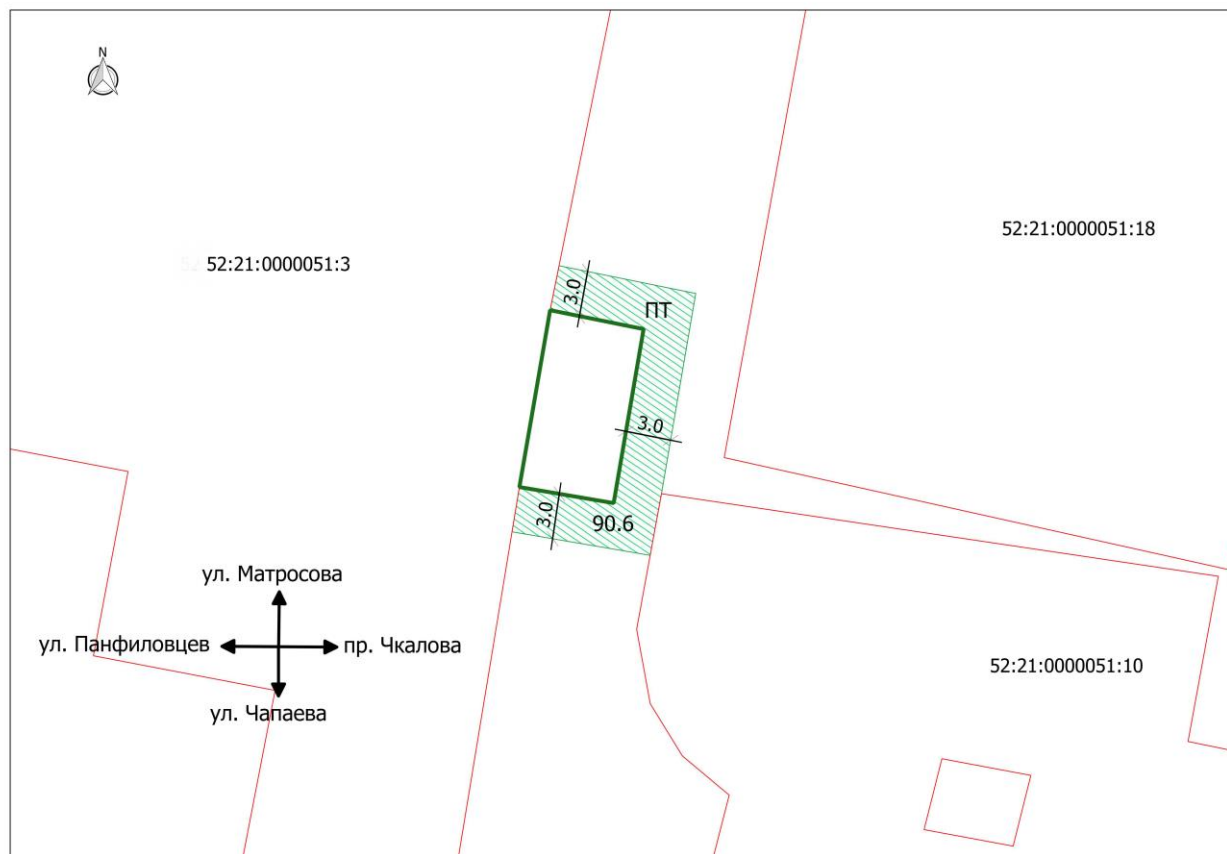 N
52:21:0000051:18
52:21:0000051:3
3.0
ПТ
3.0
3.0
90.6
ул. Матросова
ул. Панфиловцев
пр. Чкалова
52:21:0000051:10
ул. Чапаева